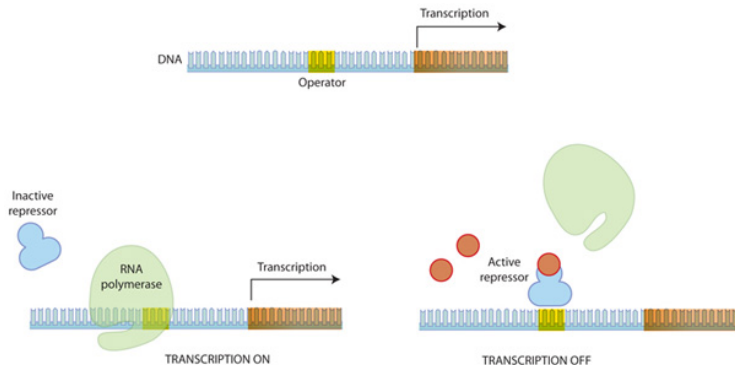 Transcription
DNA
Operator
Inactive
repressor
RNA
polymerase
Transcription
TRANSCRIPTION ON
Active
repressor
TRANSCRIPTION OFF